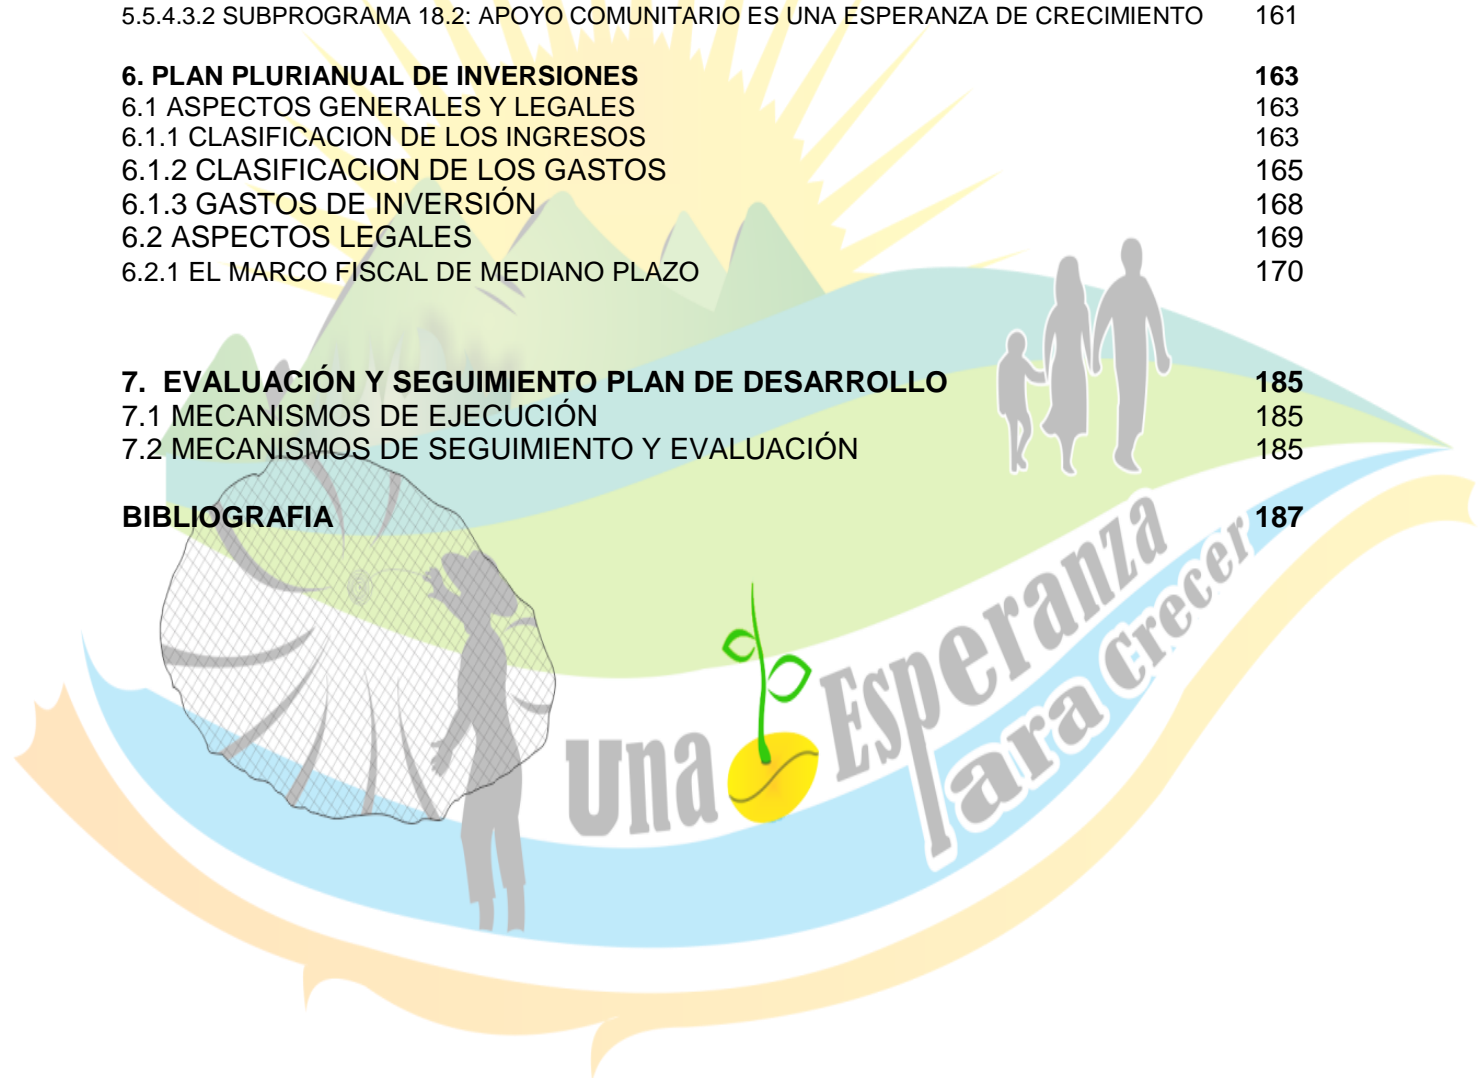 5.5.4.3.2 SUBPROGRAMA 18.2: APOYO COMUNITARIO ES UNA ESPERANZA DE CRECIMIENTO 161
6. PLAN PLURIANUAL DE INVERSIONES 163
6.1 ASPECTOS GENERALES Y LEGALES 163
6.1.1 CLASIFICACION DE LOS INGRESOS 163
6.1.2 CLASIFICACION DE LOS GASTOS 165
6.1.3 GASTOS DE INVERSIÓN 168
6.2 ASPECTOS LEGALES 169
6.2.1 EL MARCO FISCAL DE MEDIANO PLAZO 170
7. EVALUACIÓN Y SEGUIMIENTO PLAN DE DESARROLLO 185
7.1 MECANISMOS DE EJECUCIÓN 185
7.2 MECANISMOS DE SEGUIMIENTO Y EVALUACIÓN 185
BIBLIOGRAFIA 187
Una Esperanza
Para crecer